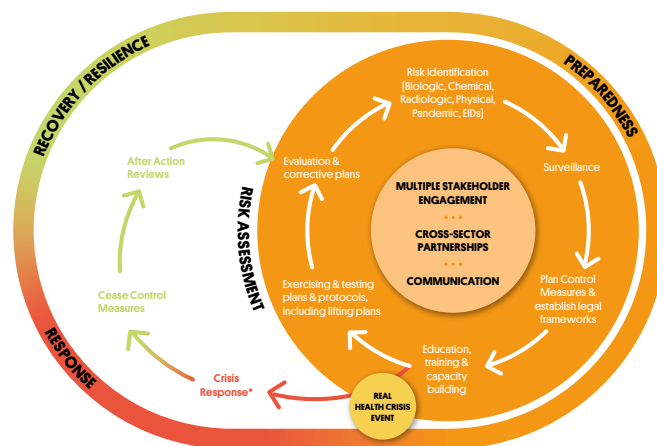 RECOVERY / RESILIENCE
PREPAREDNESS
RESPONSE
RISK ASSESSMENT
Risk Identification
[Biologic, Chemical,
Radiologic, Physical,
Pandemic, EIDs]
Surveillance
Plan Control
Measures &
establish legal
frameworks
Education,
training &
capacity
building
Exercising & testing
plans & protocols,
including lifting plans
Evaluation &
corrective plans
MULTIPLE STAKEHOLDER
ENGAGEMENT
•••
CROSS-SECTOR
PARTNERSHIPS
•••
COMMUNICATION
REAL
HEALTH CRISIS
EVENT
Crisis
Response*
Cease Control
Measures
After Action
Reviews